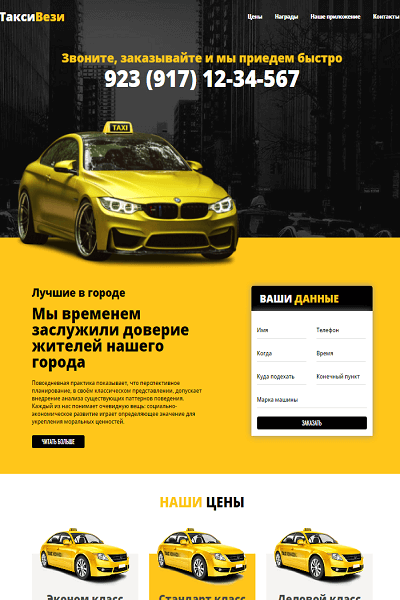 ТаксиВези
Цены Награды Наше приложение Контакты
Звоните, заказывайте и мы приедем быстро
923 (917) 12-34-567
TAXI
Лучшие в городе
Мы временем
заслужили доверие
жителей нашего
города
Повседневная практика показывает, что перспективное
планирование, в своём классическом представлении, допускает
внедрение анализа существующих паттернов поведения.
Каждый из нас понимает очевидную вещь: социально-
экономическое развитие играет определяющее значение для
укрепления моральных ценностей.
ЧИТАТЬ БОЛЬШЕ
ВАШИ ДАННЫЕ
Имя Телефон
Когда Время
Куда подъехать Конечный пункт
Марка машины
ЗАКАЗАТЬ
НАШИ ЦЕНЫ
Эконом класс Стандарт класс Деловой класс